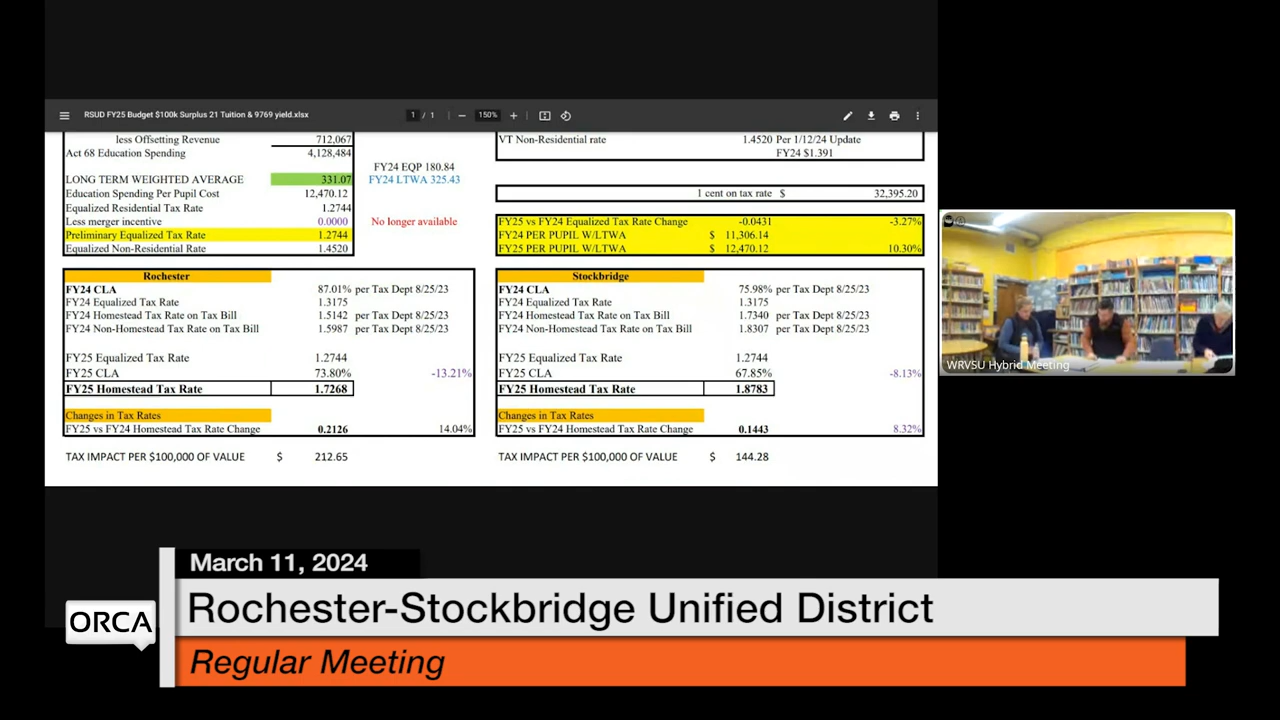 RSUD FY25 Budget $100k Surplus 21 Tuition & 9769 yield.xlsx
1 / 1
150%
less Offsetting Revenue 712,067
Act 68 Education Spending 4,128,484
FY24 EQP 180.84
LONG TERM WEIGHTED AVERAGE 331.07 FY24 LTWA 325.43
Education Spending Per Pupil Cost 12,470.12
Equalized Residential Tax Rate 1.2744
Less merger incentive 0.0000 No longer available
Preliminary Equalized Tax Rate 1.2744
Equalized Non-Residential Rate 1.4520
VT Non-Residential rate 1.4520 Per 1/12/24 Update
FY24 $1.391
1 cent on tax rate $ 32,395.20
FY25 vs FY24 Equalized Tax Rate Change -0.0431 -3.27%
FY24 PER PUPIL W/LTWA $ 11,306.14
FY25 PER PUPIL W/LTWA $ 12,470.12 10.30%
Rochester
FY24 CLA 87.01% per Tax Dept 8/25/23
FY24 Equalized Tax Rate 1.3175
FY24 Homestead Tax Rate on Tax Bill 1.5142 per Tax Dept 8/25/23
FY24 Non-Homestead Tax Rate on Tax Bill 1.5987 per Tax Dept 8/25/23
FY25 Equalized Tax Rate 1.2744
FY25 CLA 73.80% -13.21%
FY25 Homestead Tax Rate 1.7268
Changes in Tax Rates
FY25 vs FY24 Homestead Tax Rate Change 0.2126 14.04%
TAX IMPACT PER $100,000 OF VALUE $ 212.65
Stockbridge
FY24 CLA 75.98% per Tax Dept 8/25/23
FY24 Equalized Tax Rate 1.3175
FY24 Homestead Tax Rate on Tax Bill 1.7340 per Tax Dept 8/25/23
FY24 Non-Homestead Tax Rate on Tax Bill 1.8307 per Tax Dept 8/25/23
FY25 Equalized Tax Rate 1.2744
FY25 CLA 67.85% -8.13%
FY25 Homestead Tax Rate 1.8783
Changes in Tax Rates
FY25 vs FY24 Homestead Tax Rate Change 0.1443 8.32%
TAX IMPACT PER $100,000 OF VALUE $ 144.28
WRVSU Hybrid Meeting
March 11, 2024
ORCA
Rochester-Stockbridge Unified District
Regular Meeting